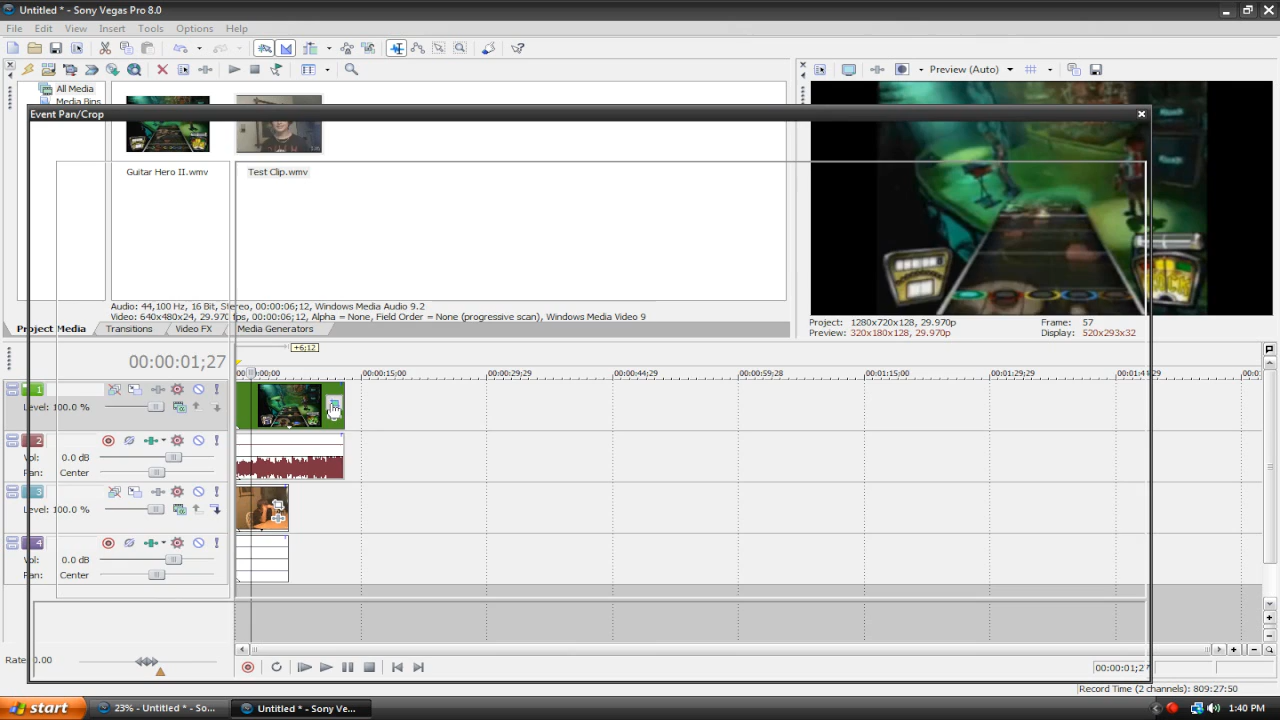 Untitled * - Sony Vegas Pro 8.0
File Edit View Insert Tools Options Help
Preview (Auto)
All Media
Media Bins
Event Pan/Crop
Guitar Hero II.wmv
Test Clip.wmv
Audio: 44,100 Hz, 16 Bit, Stereo, 00:00:06;12, Windows Media Audio 9.2
Video: 640x480x24, 29.970 fps, 00:00:06;12, Alpha = None, Field Order = None (progressive scan), Windows Media Video 9
Project Media Transitions Video FX Media Generators
Project: 1280x720x128, 29.970p Frame: 57
Preview: 320x180x128, 29.970p Display: 520x293x32
+6;12
00:00:01;27
00:00:15;00 00:00:29;29 00:00:44;29 00:00:59;28 00:01:15;00 00:01:29;29
1
Level: 100.0 %
2
Vol: 0.0 dB
Pan: Center
3
Level: 100.0 %
4
Vol: 0.0 dB
Pan: Center
Rate: 0.00
00:00:01;27
Record Time (2 channels): 809:27:50
start 23% - Untitled * - So... Untitled * - Sony Ve... 1:40 PM